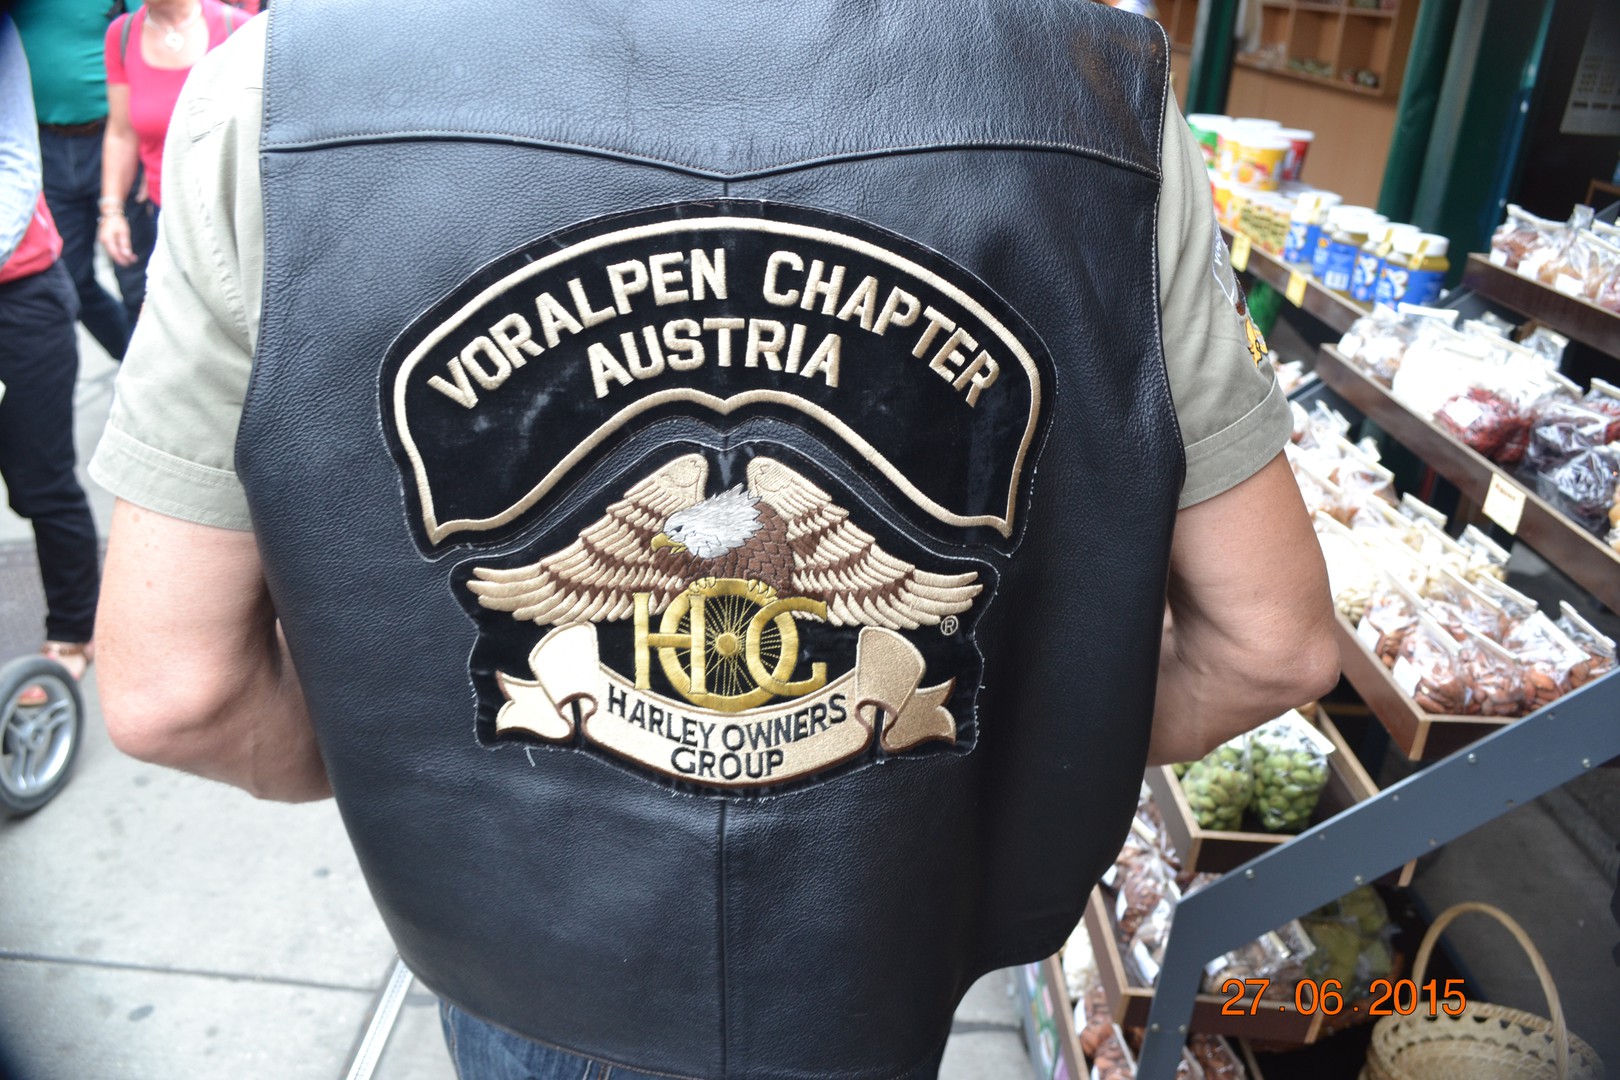 VORALPEN CHAPTER
AUSTRIA
HOG
®
HARLEY OWNERS
GROUP
27.06.2015